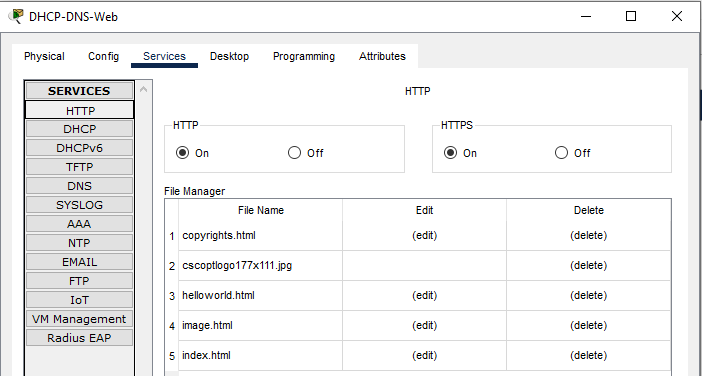 DHCP-DNS-Web
Physical Config Services Desktop Programming Attributes
SERVICES
HTTP
DHCP
DHCPv6
TFTP
DNS
SYSLOG
AAA
NTP
EMAIL
FTP
IoT
VM Management
Radius EAP
HTTP
HTTP
On Off
HTTPS
On Off
File Manager
File Name Edit Delete
1 copyrights.html (edit) (delete)
2 cscoptlogo177x111.jpg (delete)
3 helloworld.html (edit) (delete)
4 image.html (edit) (delete)
5 index.html (edit) (delete)